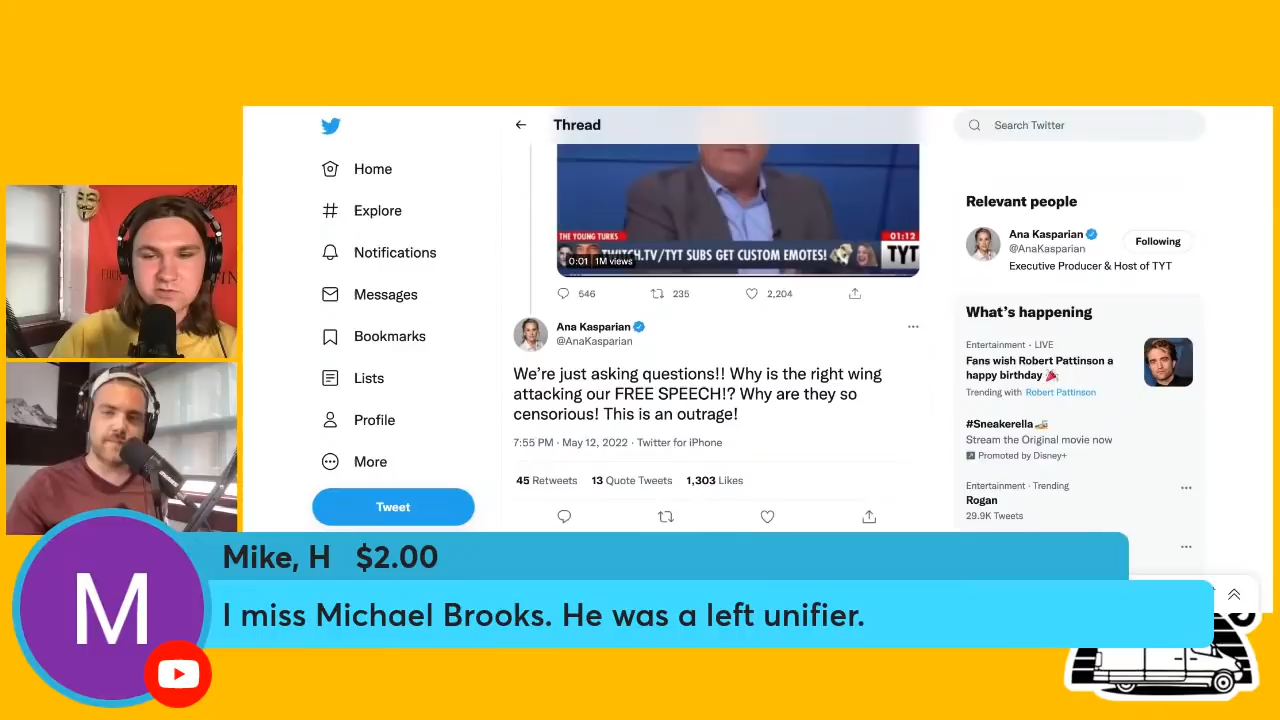 Thread
Search Twitter
Home
Explore
Notifications
Messages
Bookmarks
Lists
Profile
More
Tweet
THE YOUNG TURKS
01:12
TWITCH.TV/TYT SUBS GET CUSTOM EMOTES!
TYT
0:01 1M views
546 235 2,204
Ana Kasparian
@AnaKasparian
We’re just asking questions!! Why is the right wing
attacking our FREE SPEECH!? Why are they so
censorious! This is an outrage!
7:55 PM · May 12, 2022 · Twitter for iPhone
45 Retweets 13 Quote Tweets 1,303 Likes
Relevant people
Ana Kasparian
@AnaKasparian
Following
Executive Producer & Host of TYT
What’s happening
Entertainment · LIVE
Fans wish Robert Pattinson a
happy birthday
Trending with Robert Pattinson
#Sneakerella
Stream the Original movie now
Promoted by Disney+
Entertainment · Trending
Rogan
29.9K Tweets
M
Mike, H $2.00
I miss Michael Brooks. He was a left unifier.